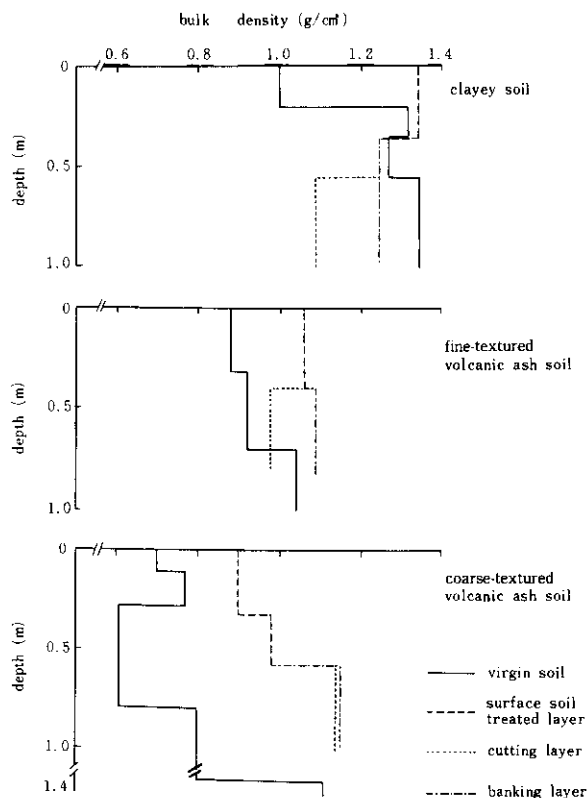 bulk density (g/cm³)
0.6 0.8 1.0 1.2 1.4
0
clayey soil
depth (m)
0.5
1.0
0
fine-textured
volcanic ash soil
depth (m)
0.5
1.0
0
coarse-textured
volcanic ash soil
depth (m)
0.5
1.0
1.4
virgin soil
surface soil
treated layer
cutting layer
banking layer